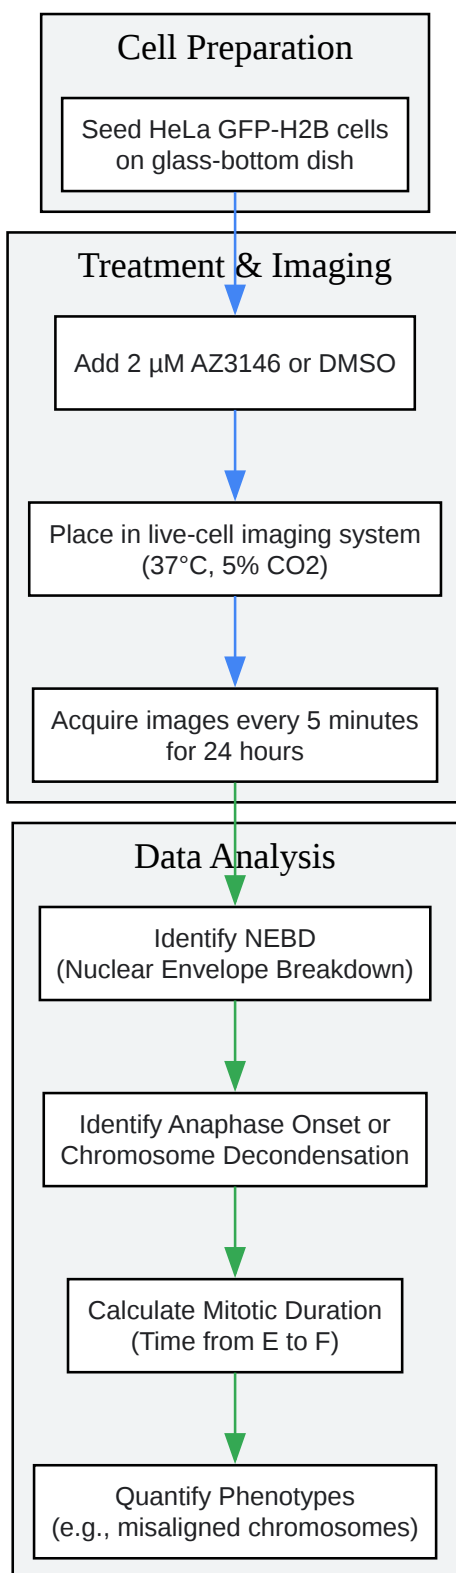 Cell Preparation
Seed HeLa GFP-H2B cells
on glass-bottom dish
Treatment & Imaging
Add 2 µM AZ3146 or DMSO
Place in live-cell imaging system
(37°C, 5% CO2)
Acquire images every 5 minutes
for 24 hours
Data Analysis
Identify NEBD
(Nuclear Envelope Breakdown)
Identify Anaphase Onset or
Chromosome Decondensation
Calculate Mitotic Duration
(Time from E to F)
Quantify Phenotypes
(e.g., misaligned chromosomes)